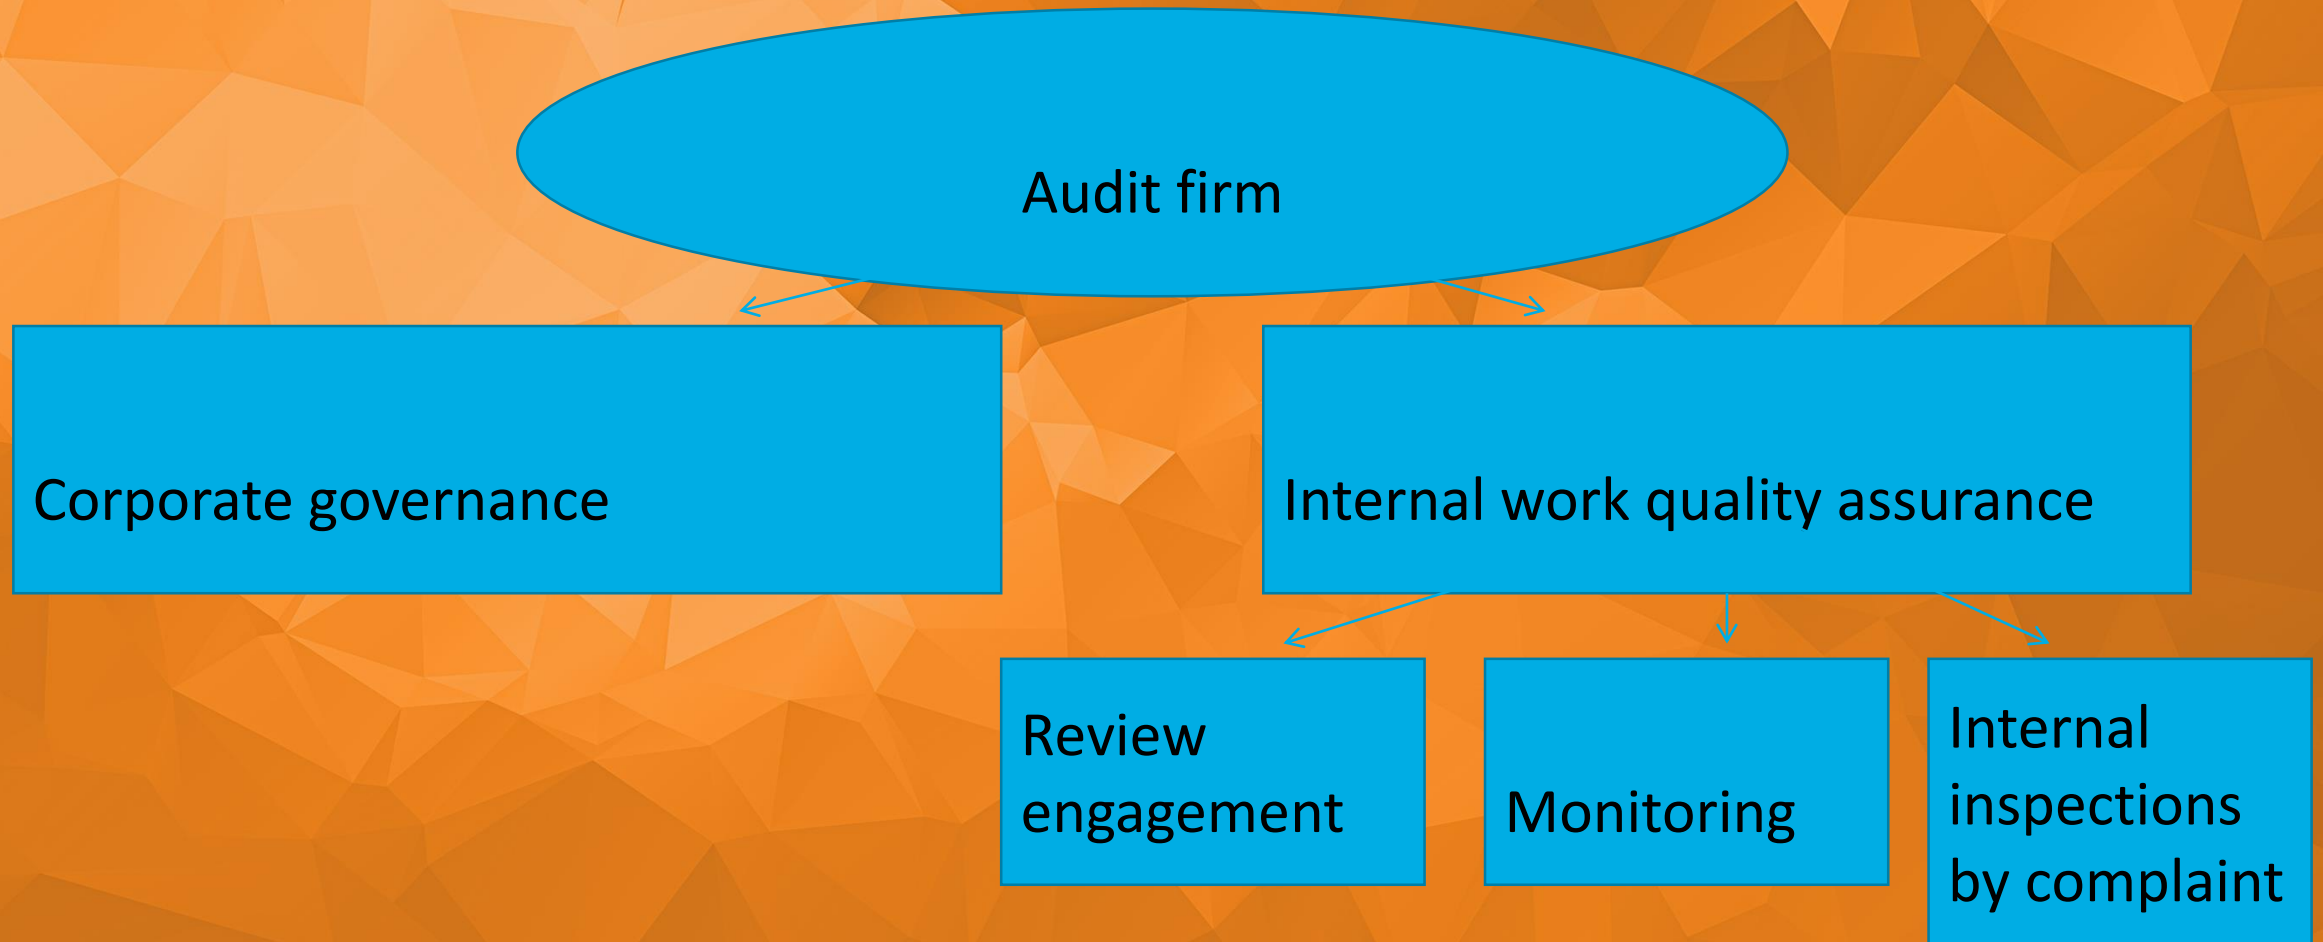 Audit firm
Corporate governance
Internal work quality assurance
Review
engagement
Monitoring
Internal
inspections
by complaint